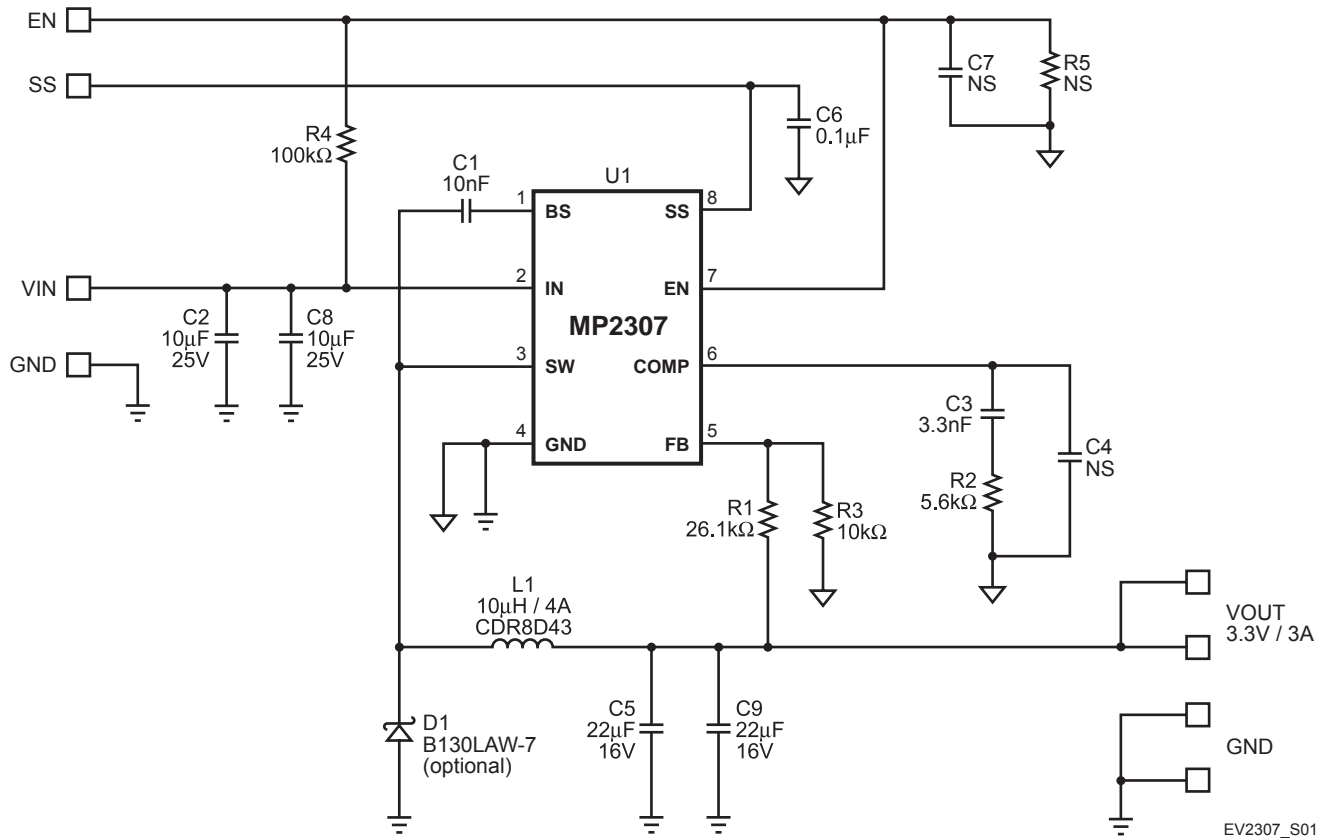 EN
SS
R4
100kΩ
C7
NS
R5
NS
C6
0.1µF
C1
10nF
U1
1
BS
SS
8
VIN
2
IN
EN
7
MP2307
C2
10µF
25V
C8
10µF
25V
GND
3
SW
COMP
6
4
GND
FB
5
C3
3.3nF
C4
NS
R2
5.6kΩ
R1
26.1kΩ
R3
10kΩ
L1
10µH / 4A
CDR8D43
VOUT
3.3V / 3A
D1
B130LAW-7
(optional)
C5
22µF
16V
C9
22µF
16V
GND
EV2307_S01